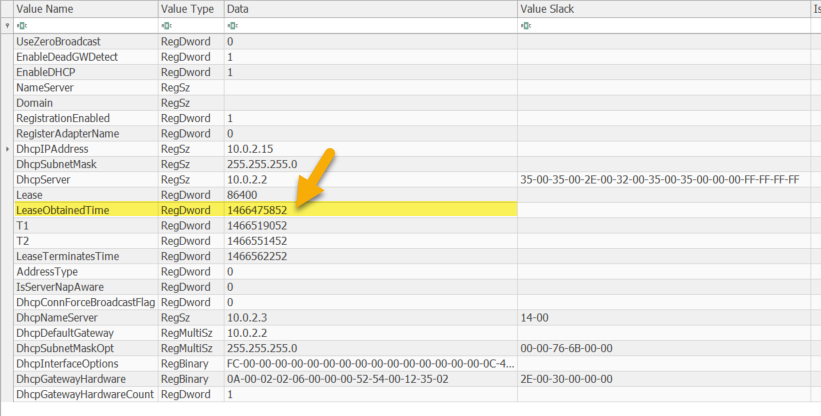 Value Name Value Type Data Value Slack Is
UseZeroBroadcast RegDword 0
EnableDeadGWDetect RegDword 1
EnableDHCP RegDword 1
NameServer RegSz
Domain RegSz
RegistrationEnabled RegDword 1
RegisterAdapterName RegDword 0
DhcpIPAddress RegSz 10.0.2.15
DhcpSubnetMask RegSz 255.255.255.0
DhcpServer RegSz 10.0.2.2 35-00-35-00-2E-00-32-00-35-00-35-00-00-00-FF-FF-FF-FF
Lease RegDword 86400
LeaseObtainedTime RegDword 1466475852
T1 RegDword 1466519052
T2 RegDword 1466551452
LeaseTerminatesTime RegDword 1466562252
AddressType RegDword 0
IsServerNapAware RegDword 0
DhcpConnForceBroadcastFlag RegDword 0
DhcpNameServer RegSz 10.0.2.3 14-00
DhcpDefaultGateway RegMultiSz 10.0.2.2
DhcpSubnetMaskOpt RegMultiSz 255.255.255.0 00-00-76-6B-00-00
DhcpInterfaceOptions RegBinary FC-00-00-00-00-00-00-00-00-00-00-00-00-00-00-00-0C-4...
DhcpGatewayHardware RegBinary 0A-00-02-02-06-00-00-00-52-54-00-12-35-02 2E-00-30-00-00-00
DhcpGatewayHardwareCount RegDword 1